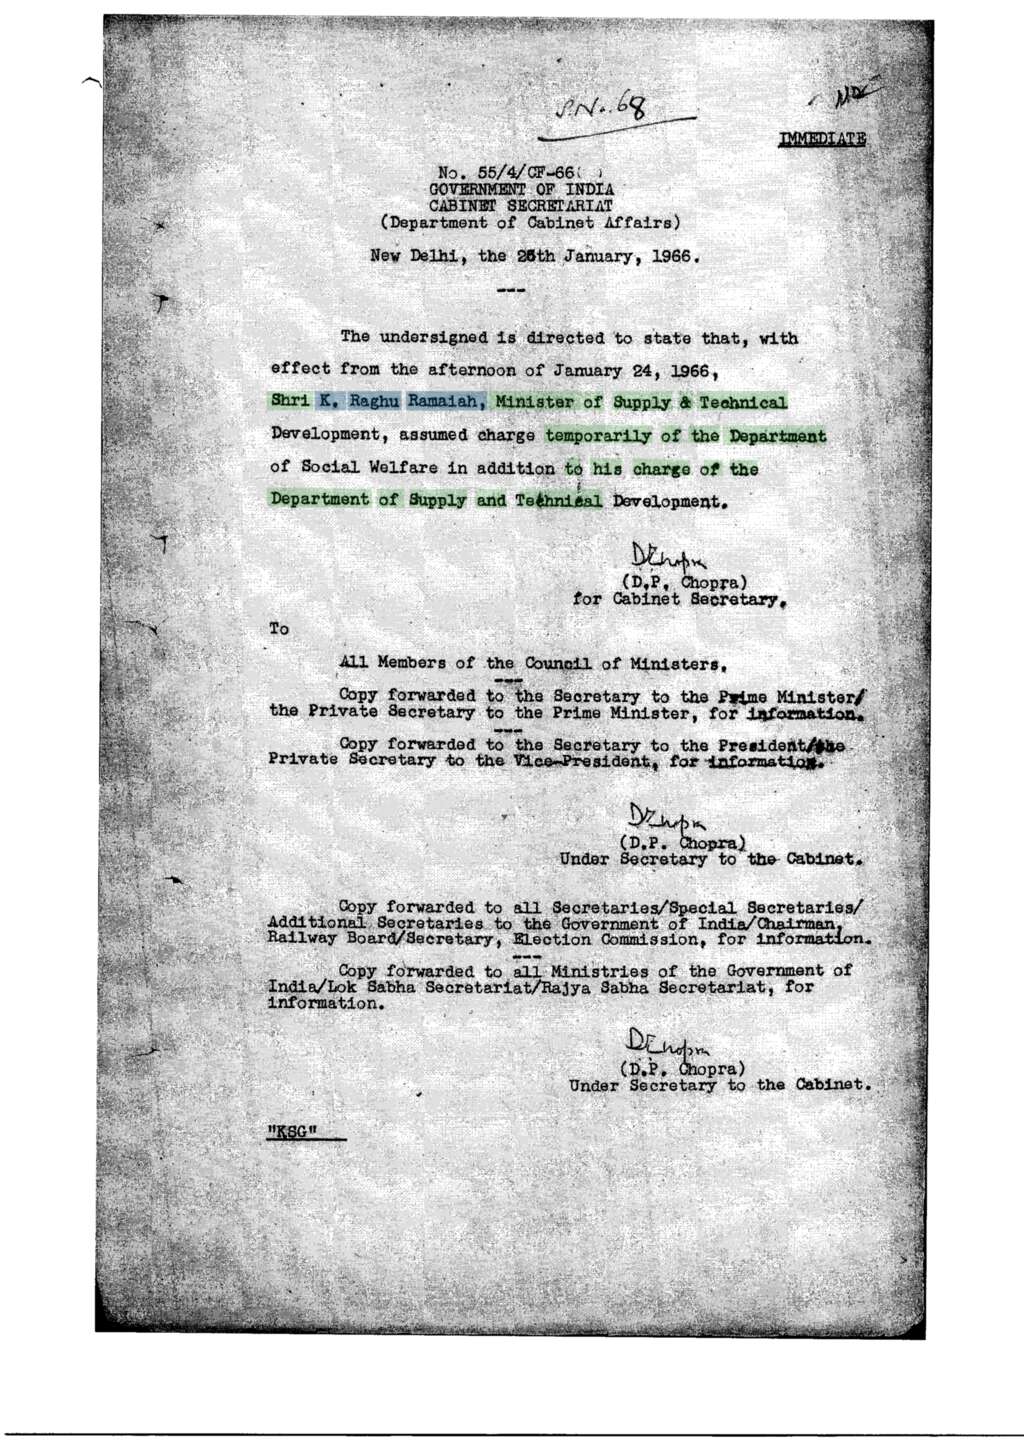 S.N. 68
IMMEDIATE
No. 55/4/CF-66( )
GOVERNMENT OF INDIA
CABINET SECRETARIAT
(Department of Cabinet Affairs)
New Delhi, the 25th January, 1966.
---
The undersigned is directed to state that, with
effect from the afternoon of January 24, 1966,
Shri K. Raghu Ramaiah, Minister of Supply & Technical
Development, assumed charge temporarily of the Department
of Social Welfare in addition to his charge of the
Department of Supply and Technical Development.
DPChopra
(D.P. Chopra)
for Cabinet Secretary.
To
All Members of the Council of Ministers.
---
Copy forwarded to the Secretary to the Prime Minister/
the Private Secretary to the Prime Minister, for information.
---
Copy forwarded to the Secretary to the President/the
Private Secretary to the Vice-President, for information.
DPChopra
(D.P. Chopra)
Under Secretary to the Cabinet.
Copy forwarded to all Secretaries/Special Secretaries/
Additional Secretaries to the Government of India/Chairman,
Railway Board/Secretary, Election Commission, for information.
---
Copy forwarded to all Ministries of the Government of
India/Lok Sabha Secretariat/Rajya Sabha Secretariat, for
information.
DPChopra
(D.P. Chopra)
Under Secretary to the Cabinet.
"KSG"